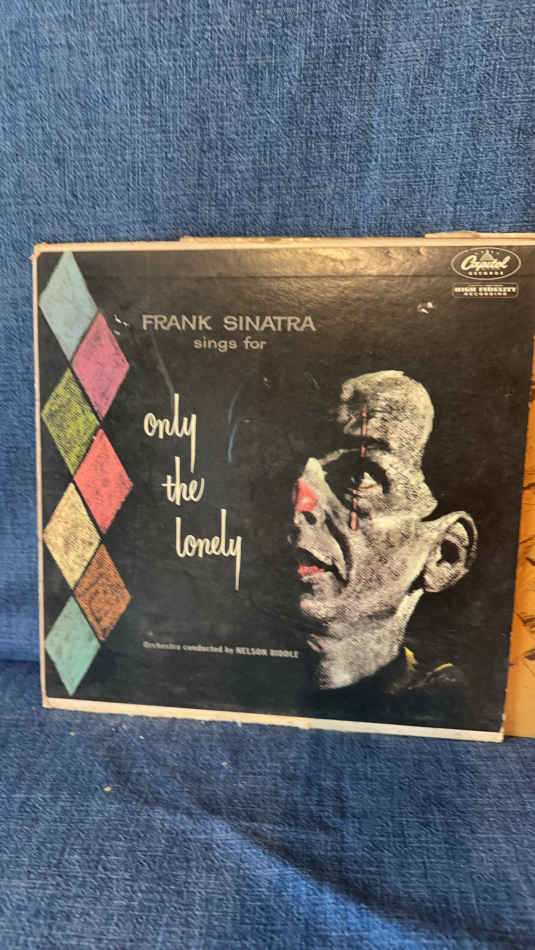 Capitol
RECORDS
HIGH FIDELITY
RECORDING
FRANK SINATRA
sings for
only
the
lonely
Orchestra conducted by NELSON RIDDLE